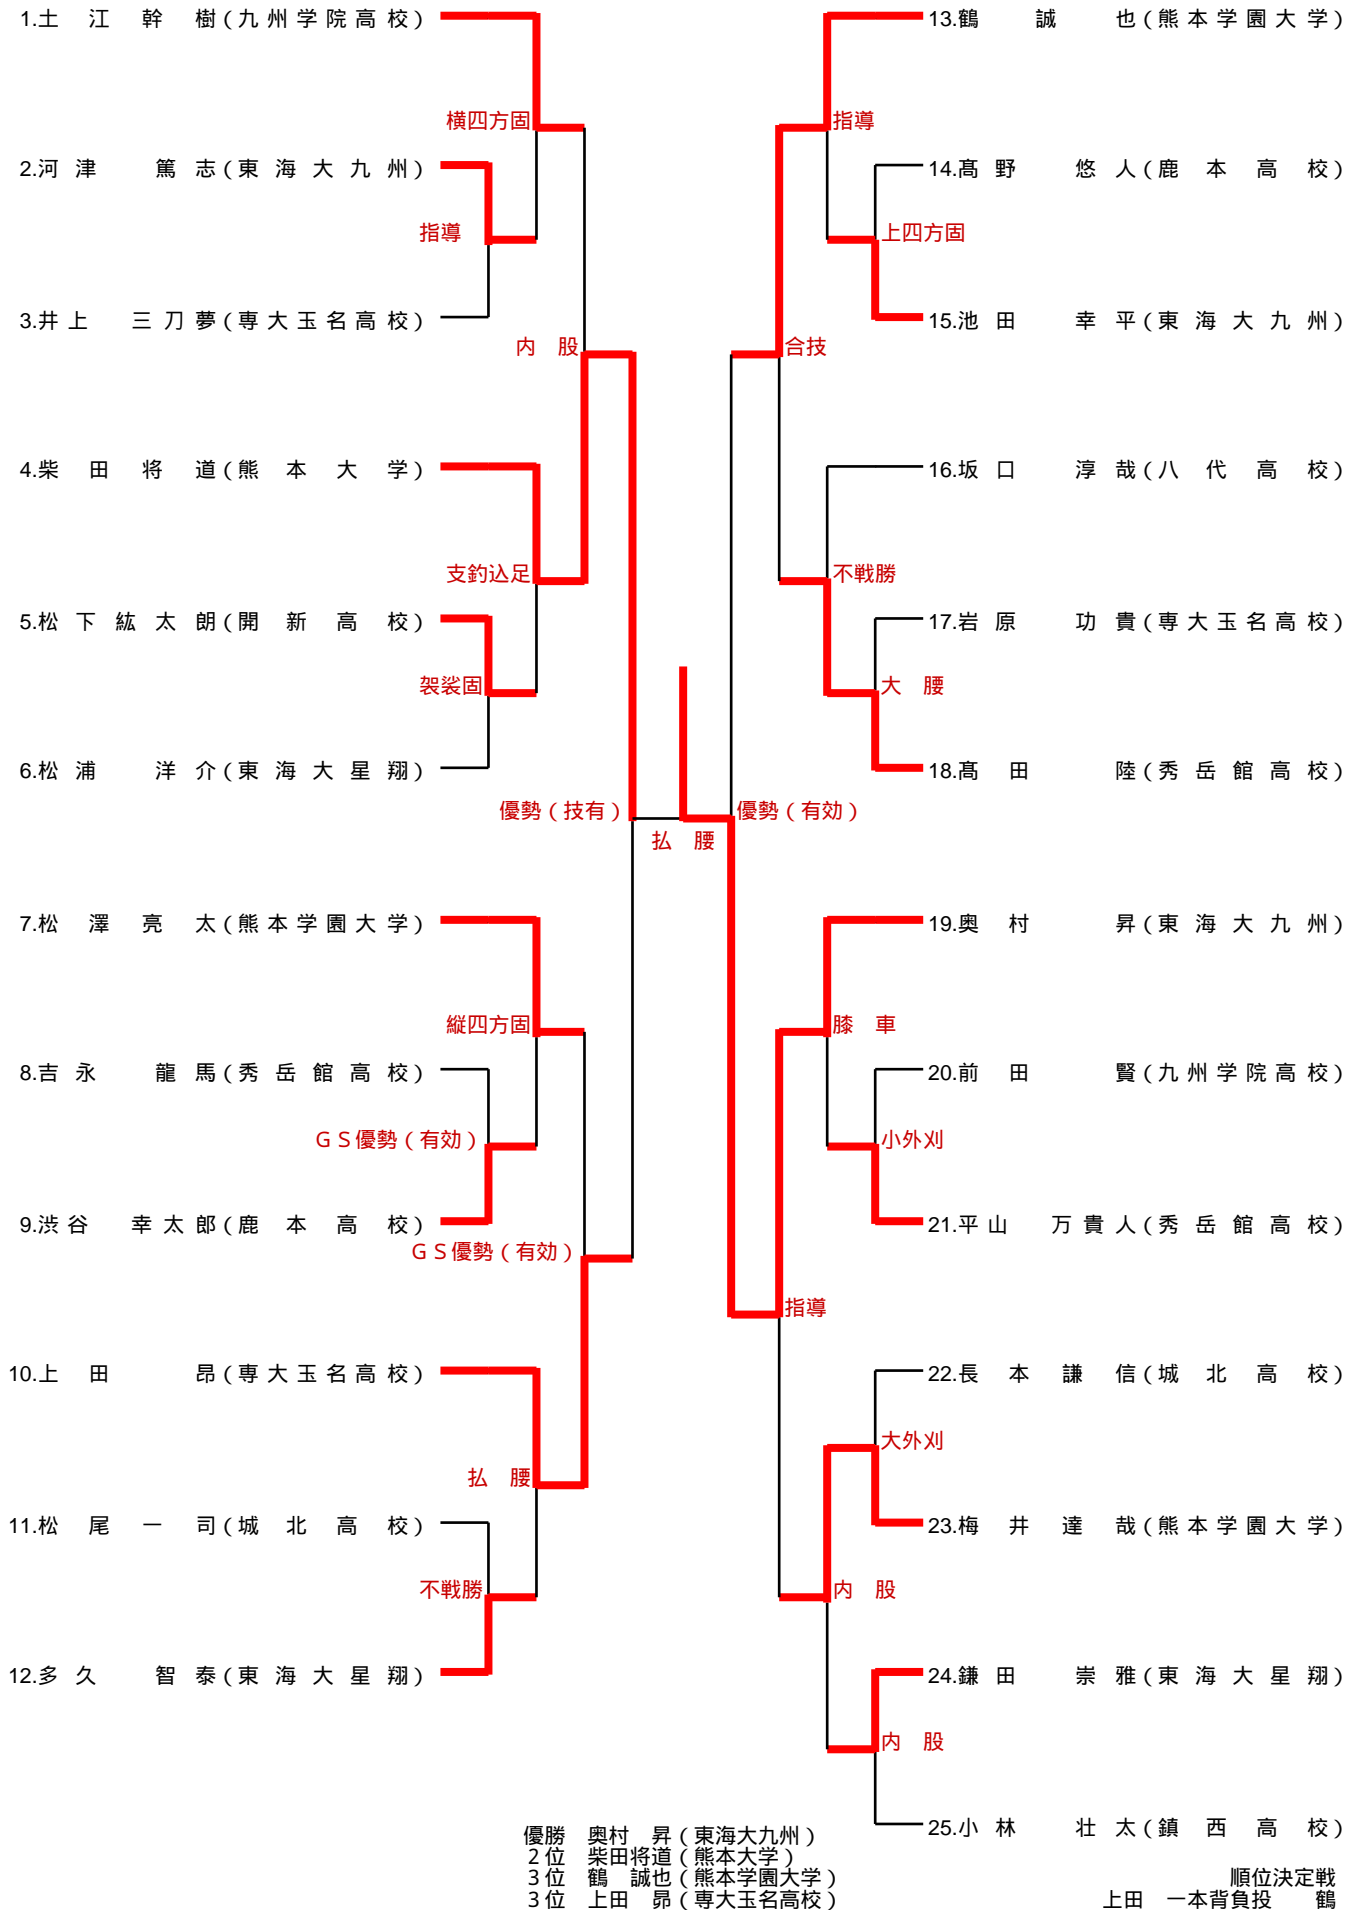 1.土江幹樹(九州学院高校)
横四方固
2.河津　篤志(東海大九州)
指導
3.井上　三刀夢(専大玉名高校)
内　股
4.柴田将道(熊本大学)
支釣込足
5.松下紘太朗(開新高校)
袈裟固
6.松浦　洋介(東海大星翔)
優勢(技有)
7.松澤亮太(熊本学園大学)
縦四方固
8.吉永　龍馬(秀岳館高校)
ＧＳ優勢(有効)
9.渋谷　幸太郎(鹿本高校)
ＧＳ優勢(有効)
10.上田　昂(専大玉名高校)
払　腰
11.松尾一司(城北高校)
不戦勝
12.多久　智泰(東海大星翔)
払　腰
13.鶴　誠　也(熊本学園大学)
指導
14.髙野　悠人(鹿本高校)
上四方固
15.池田　幸平(東海大九州)
合技
16.坂口　淳哉(八代高校)
不戦勝
17.岩原　功貴(専大玉名高校)
大　腰
18.髙田　陸(秀岳館高校)
優勢(有効)
19.奥村　昇(東海大九州)
膝　車
20.前田　賢(九州学院高校)
小外刈
21.平山　万貴人(秀岳館高校)
指導
22.長本謙信(城北高校)
大外刈
23.梅井達哉(熊本学園大学)
内　股
24.鎌田　崇雅(東海大星翔)
内　股
25.小林　壮太(鎮西高校)
優勝　奥村　昇(東海大九州)
2位　柴田将道(熊本大学)
3位　鶴　誠也(熊本学園大学)
3位　上田　昴(専大玉名高校)
順位決定戦
上田　一本背負投　鶴